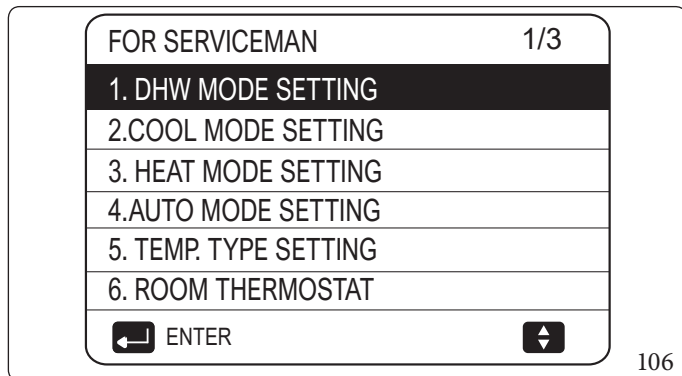 FOR SERVICEMAN 1/3
1. DHW MODE SETTING
2.COOL MODE SETTING
3. HEAT MODE SETTING
4.AUTO MODE SETTING
5. TEMP. TYPE SETTING
6. ROOM THERMOSTAT
ENTER
106